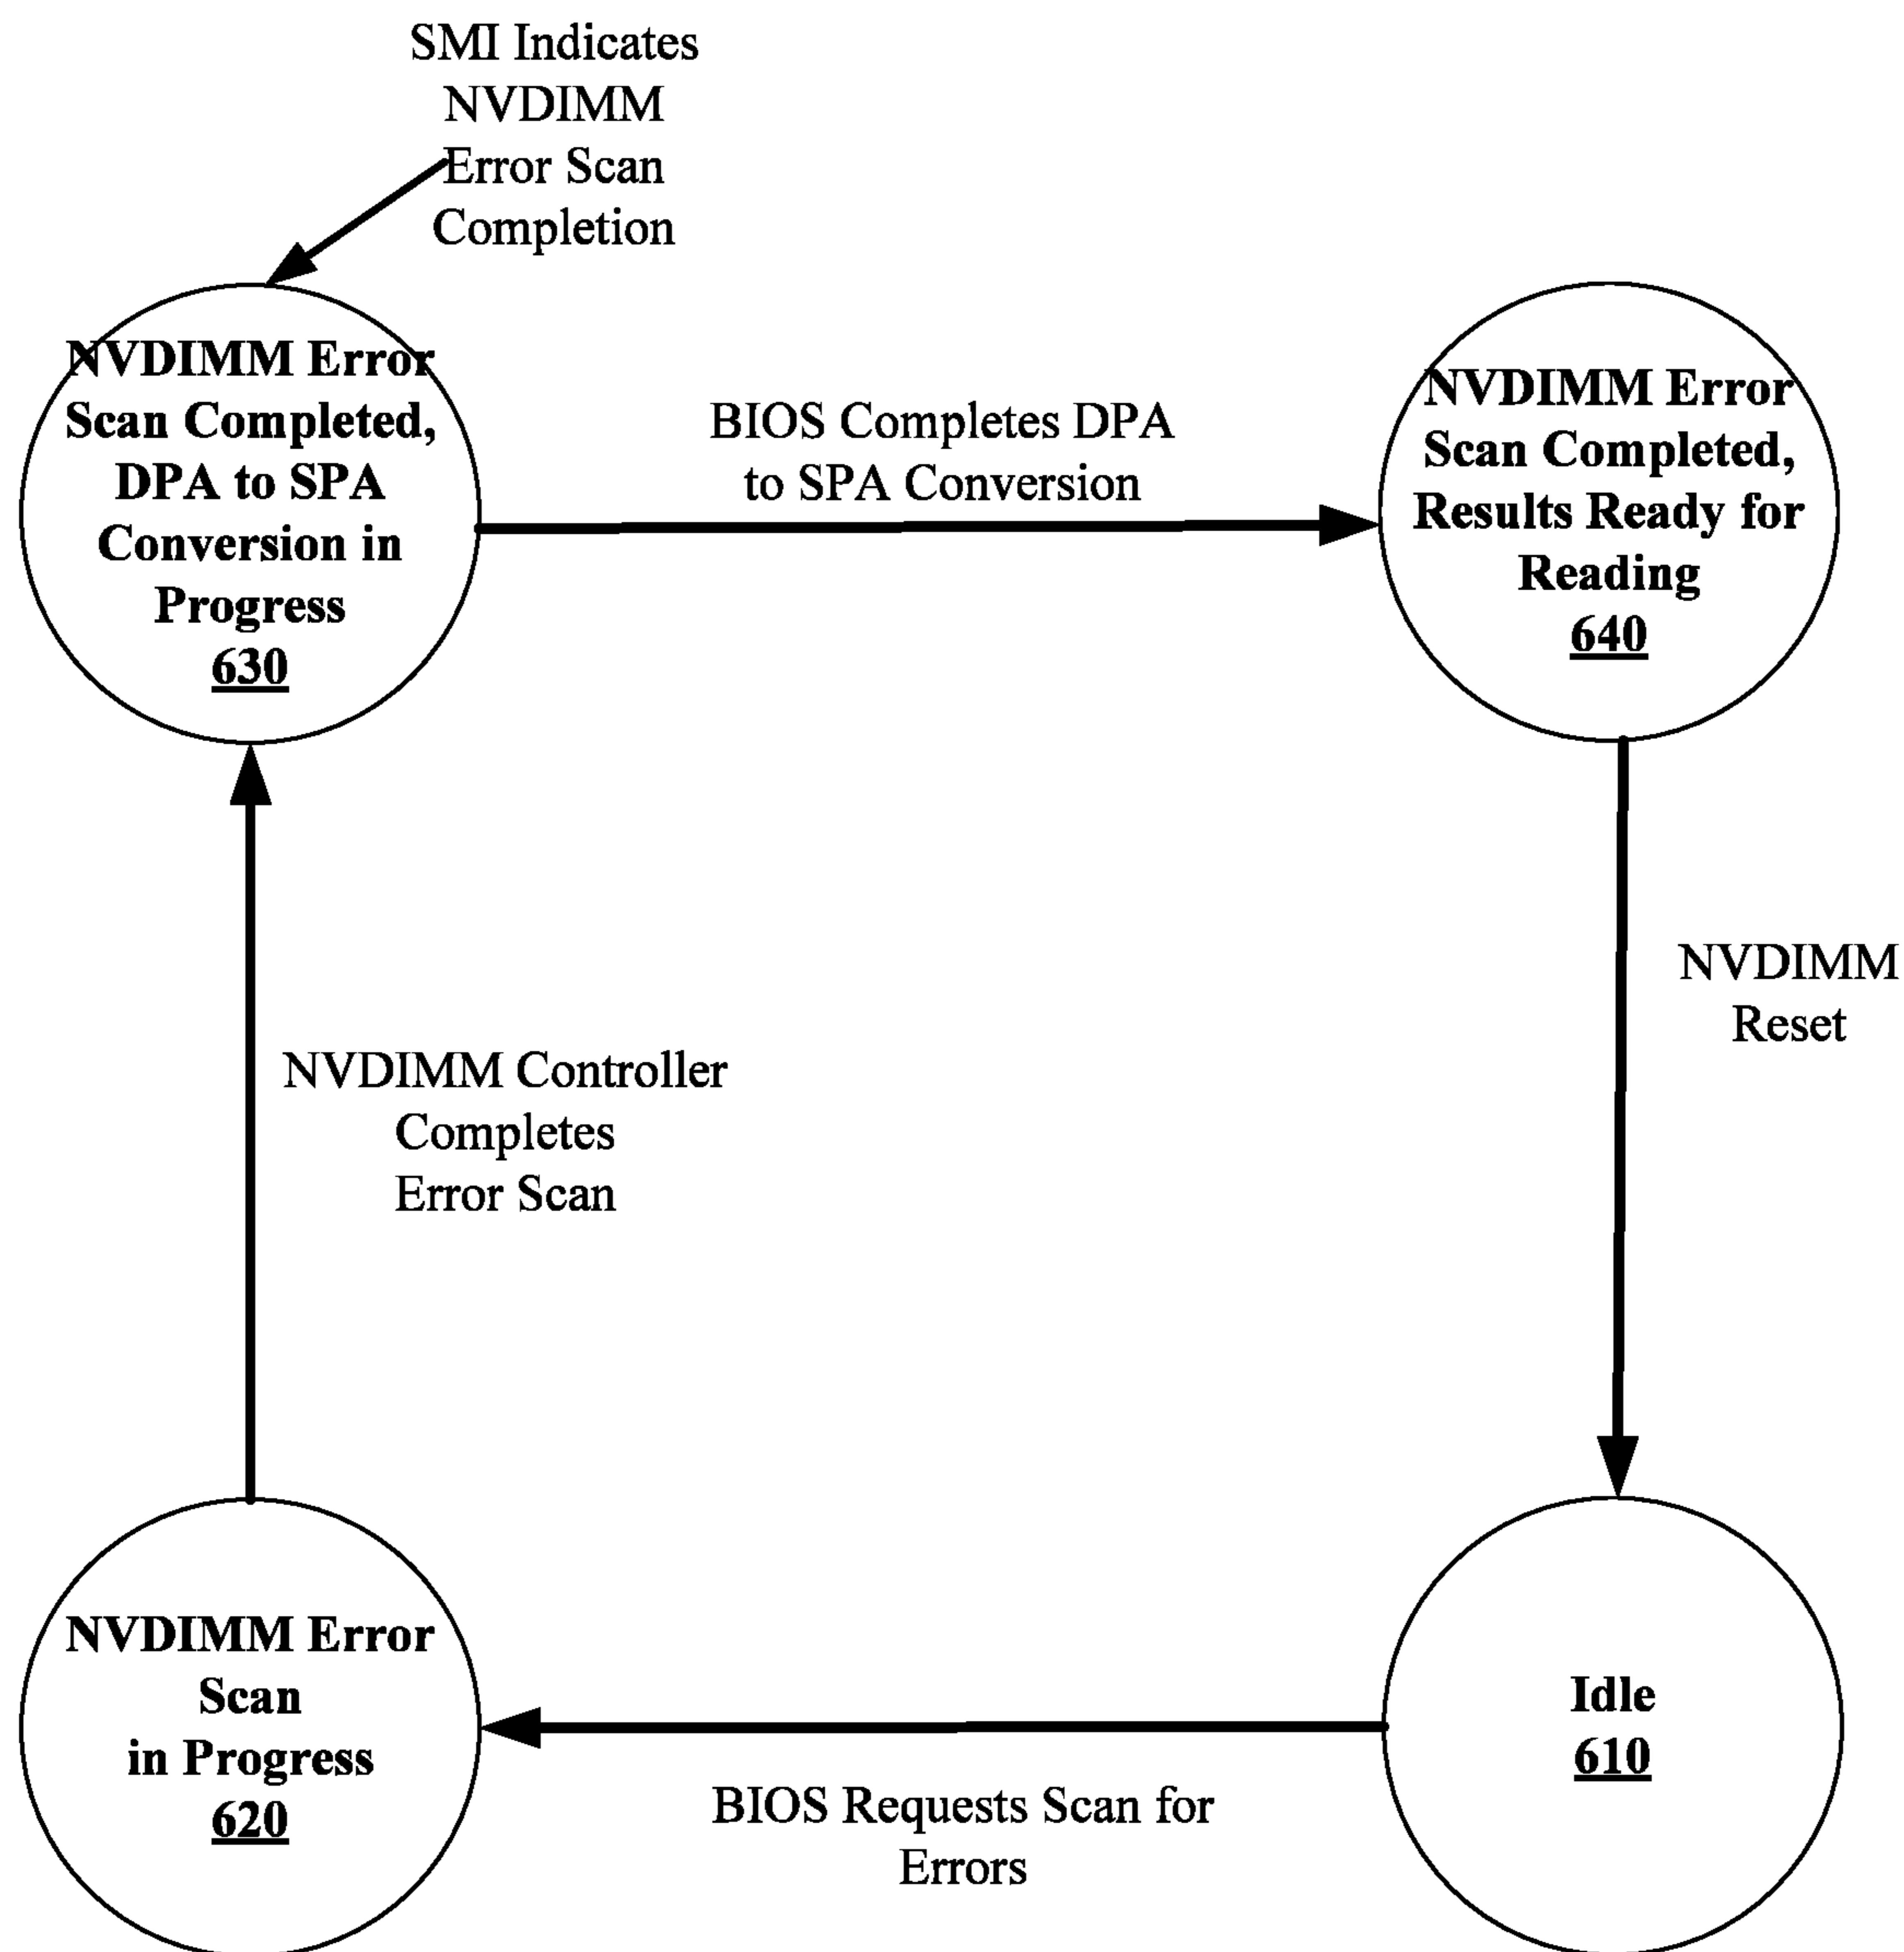 SMI Indicates
NVDIMM
Error Scan
Completion
NVDIMM Error
Scan Completed,
DPA to SPA
Conversion in
Progress
630
BIOS Completes DPA
to SPA Conversion
NVDIMM Error
Scan Completed,
Results Ready for
Reading
640
NVDIMM
Reset
NVDIMM Controller
Completes
Error Scan
NVDIMM Error
Scan
in Progress
620
BIOS Requests Scan for
Errors
Idle
610